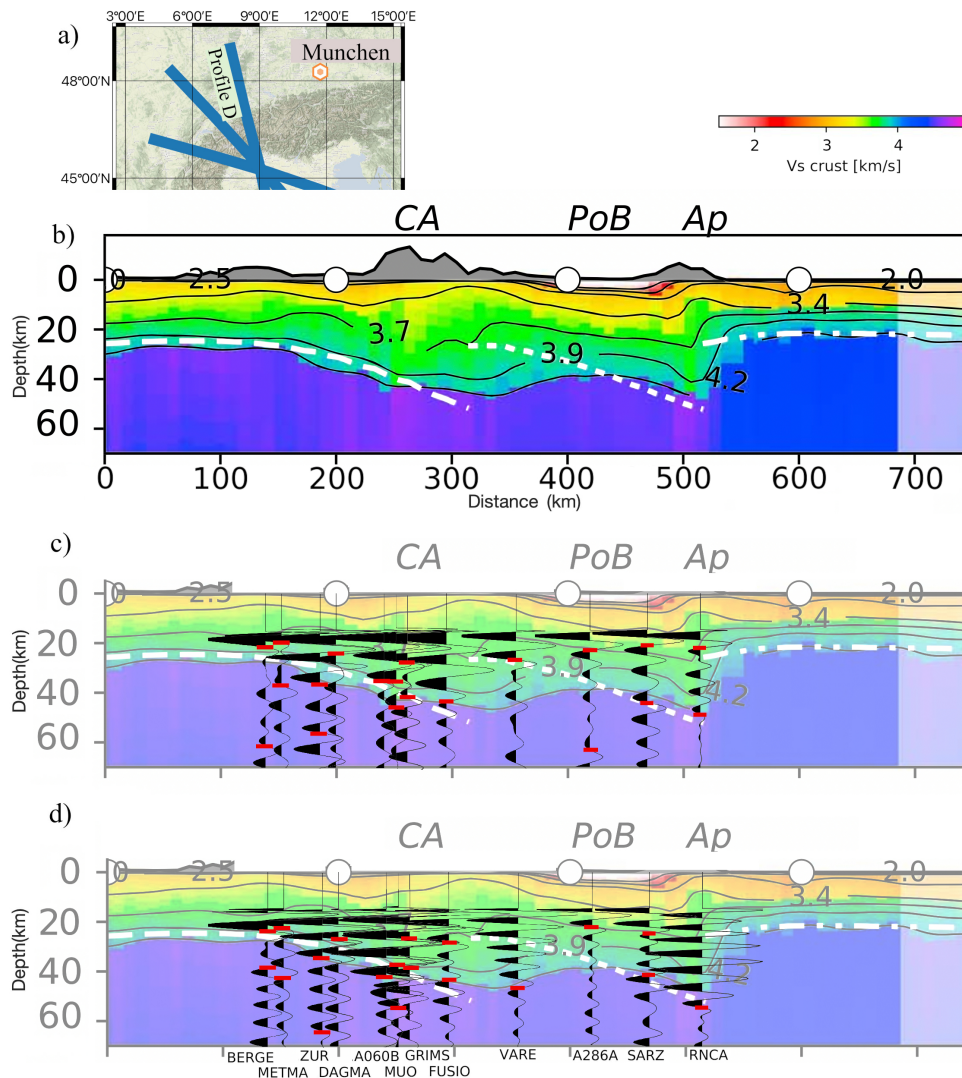 a)
3°00′E 6°00′E 9°00′E 12°00′E 15°00′E
48°00′N
45°00′N
Profile D
Munchen
2 3 4
Vs crust [km/s]
b)
CA PoB Ap
0 2.5 2.0
3.4
3.7
3.9
4.2
0
20
40
60
Depth(km)
0 100 200 300 400 500 600 700
Distance (km)
c)
CA PoB Ap
0 2.5 2.0
3.7
3.9
4.2
0
20
40
60
Depth(km)
d)
CA PoB Ap
0 2.5 2.0
3.4
3.9
4.2
0
20
40
60
Depth(km)
BERGE ZUR A060B GRIMS VARE A286A SARZ RNCA
METMA DAGMA MUO FUSIO